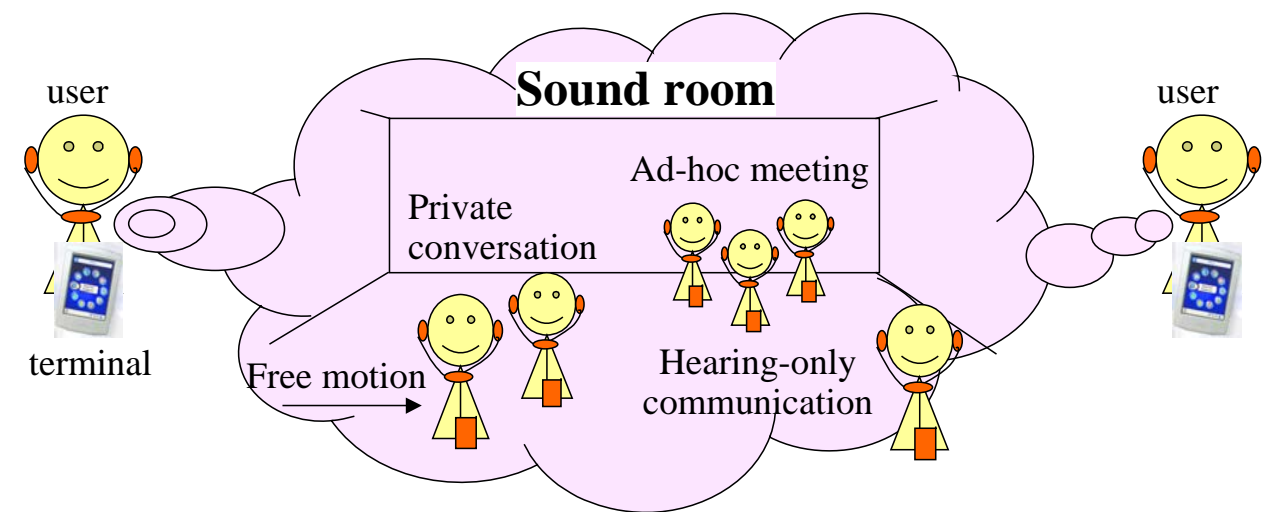 Sound room
user
user
Ad-hoc meeting
Private
conversation
terminal
Free motion
Hearing-only
communication